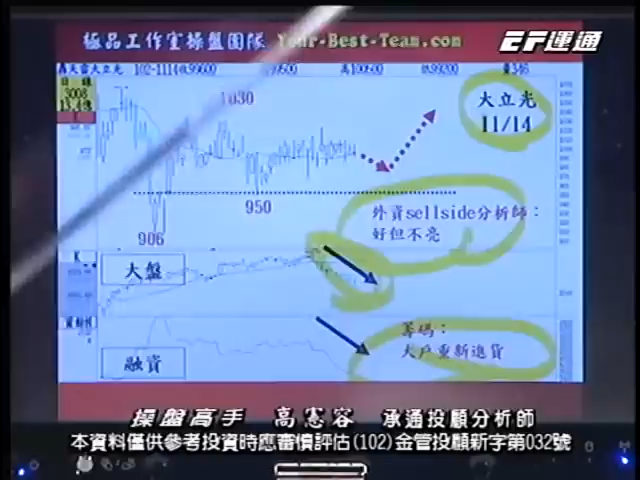 極品工作室操盤團隊 Your-Best-Team.com
EF運通
102-1114
3008
1030
大立光
11/14
950
906
外資sellside分析師：
好但不亮
大盤
籌碼：
大戶重新進貨
融資
操盤高手 高憲容 承通投顧分析師
本資料僅供參考投資時應審慎評估(102)金管投顧新字第032號